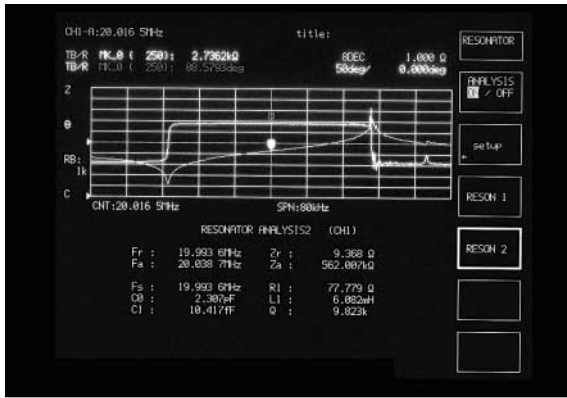 CH1-A:20.016 5MHz title:
TB/R MK_0 ( 250): 2.7362kΩ 8DEC 1.000 Ω
TB/R MK_0 ( 250): 88.5793deg 50deg/ 0.000deg
Z
θ
RB:
1k
C
CNT:20.016 5MHz SPN:80kHz
RESONATOR ANALYSIS2 (CH1)
Fr : 19.993 6MHz Zr : 9.368 Ω
Fa : 20.038 7MHz Za : 562.007kΩ
Fs : 19.993 6MHz R1 : 77.779 Ω
C0 : 2.307pF L1 : 6.082mH
C1 : 10.417fF Q : 9.823k
RESONATOR
ANALYSIS
ON / OFF
setup
RESON 1
RESON 2